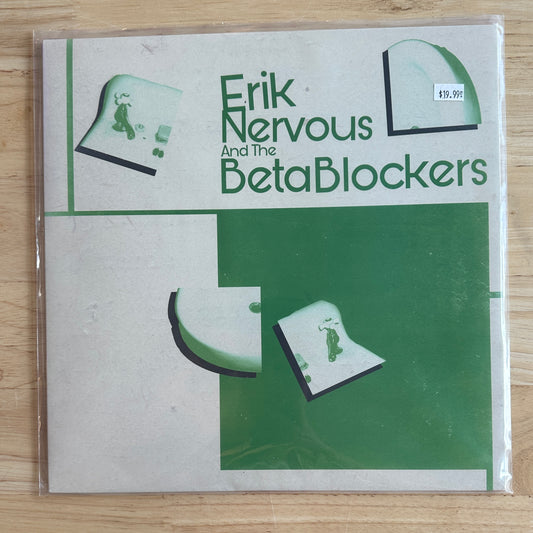 Erik
Nervous
And The
BetaBlockers
$19.99